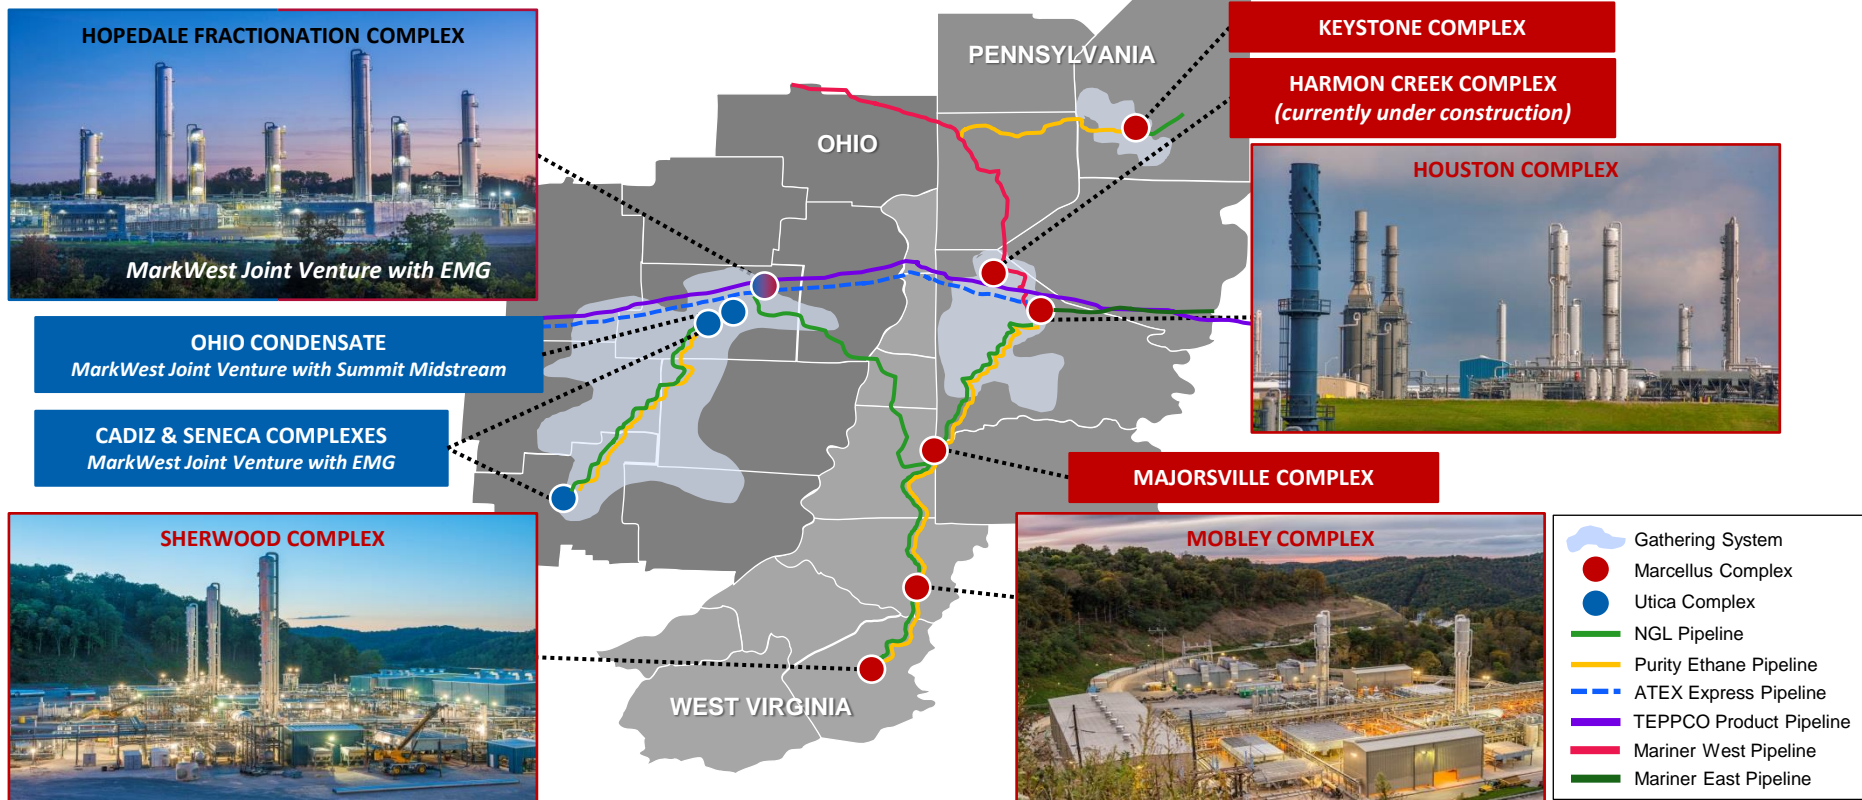 HOPEDALE FRACTIONATION COMPLEX
MarkWest Joint Venture with EMG
OHIO CONDENSATE
MarkWest Joint Venture with Summit Midstream
CADIZ & SENECA COMPLEXES
MarkWest Joint Venture with EMG
SHERWOOD COMPLEX
PENNSYLVANIA
OHIO
WEST VIRGINIA
KEYSTONE COMPLEX
HARMON CREEK COMPLEX
(currently under construction)
HOUSTON COMPLEX
MAJORSVILLE COMPLEX
MOBLEY COMPLEX
Gathering System
Marcellus Complex
Utica Complex
NGL Pipeline
Purity Ethane Pipeline
ATEX Express Pipeline
TEPPCO Product Pipeline
Mariner West Pipeline
Mariner East Pipeline